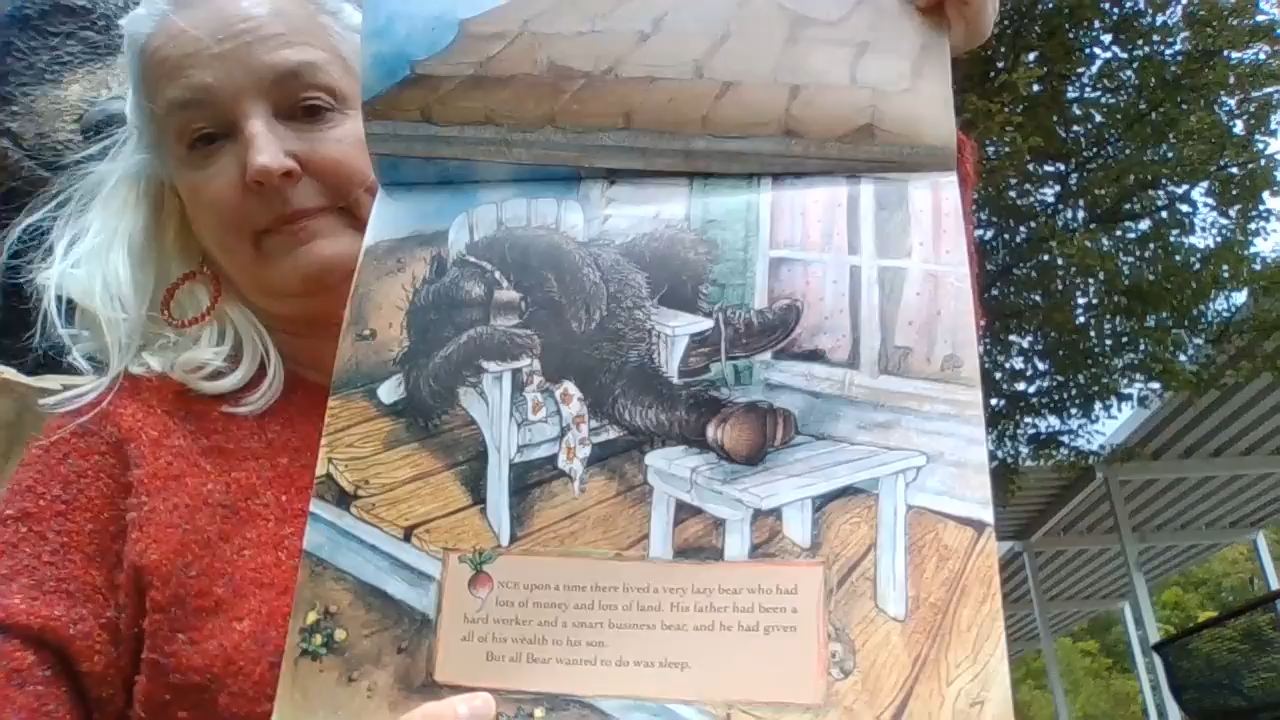 NCE upon a time there lived a very lazy bear who had
lots of money and lots of land. His father had been a
hard worker and a smart business bear, and he had given
all of his wealth to his son.
But all Bear wanted to do was sleep.